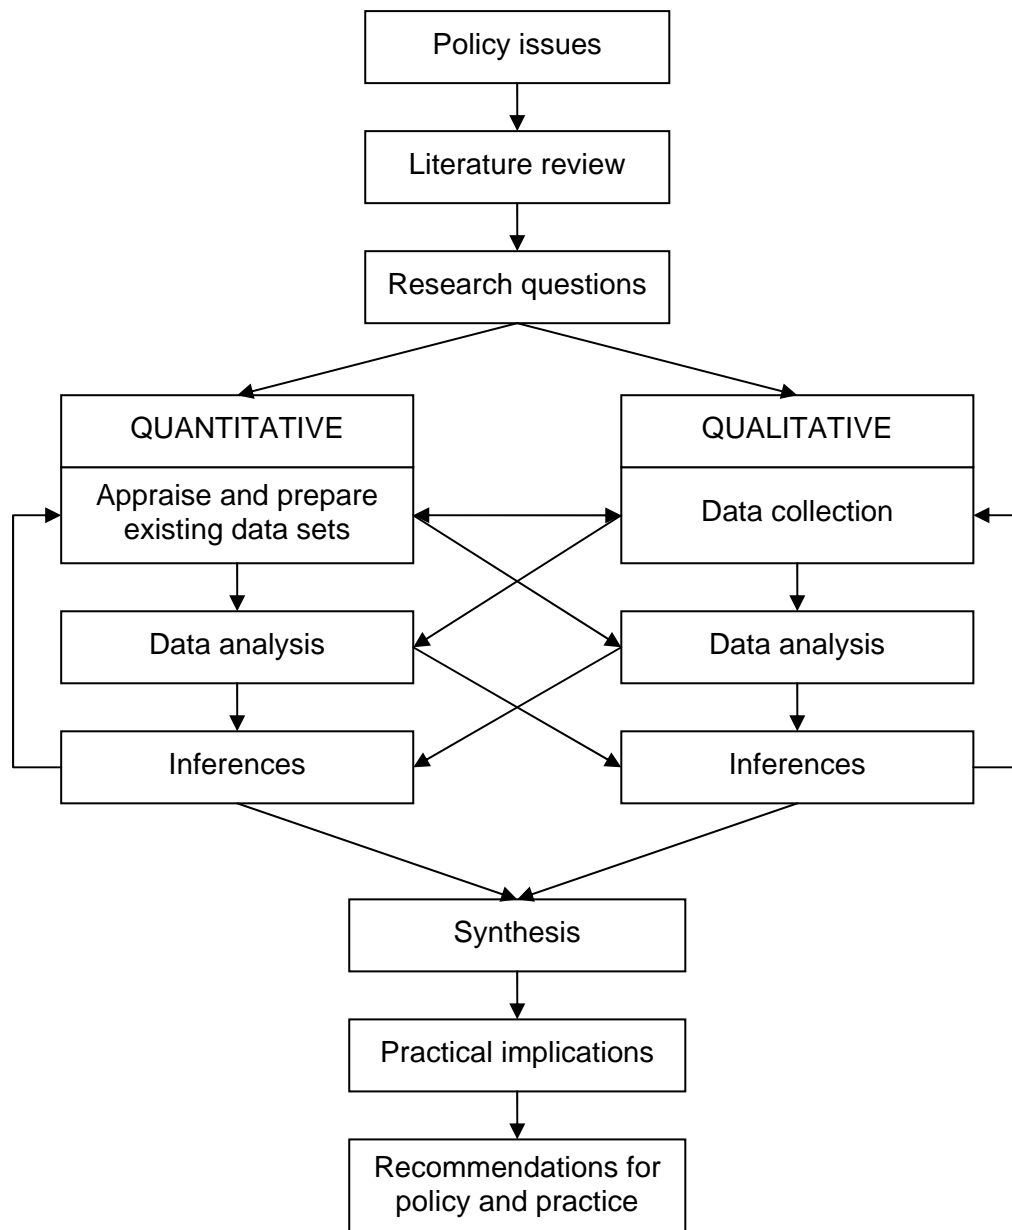 Policy issues
Literature review
Research questions
QUANTITATIVE
Appraise and prepare
existing data sets
Data analysis
Inferences
QUALITATIVE
Data collection
Data analysis
Inferences
Synthesis
Practical implications
Recommendations for
policy and practice